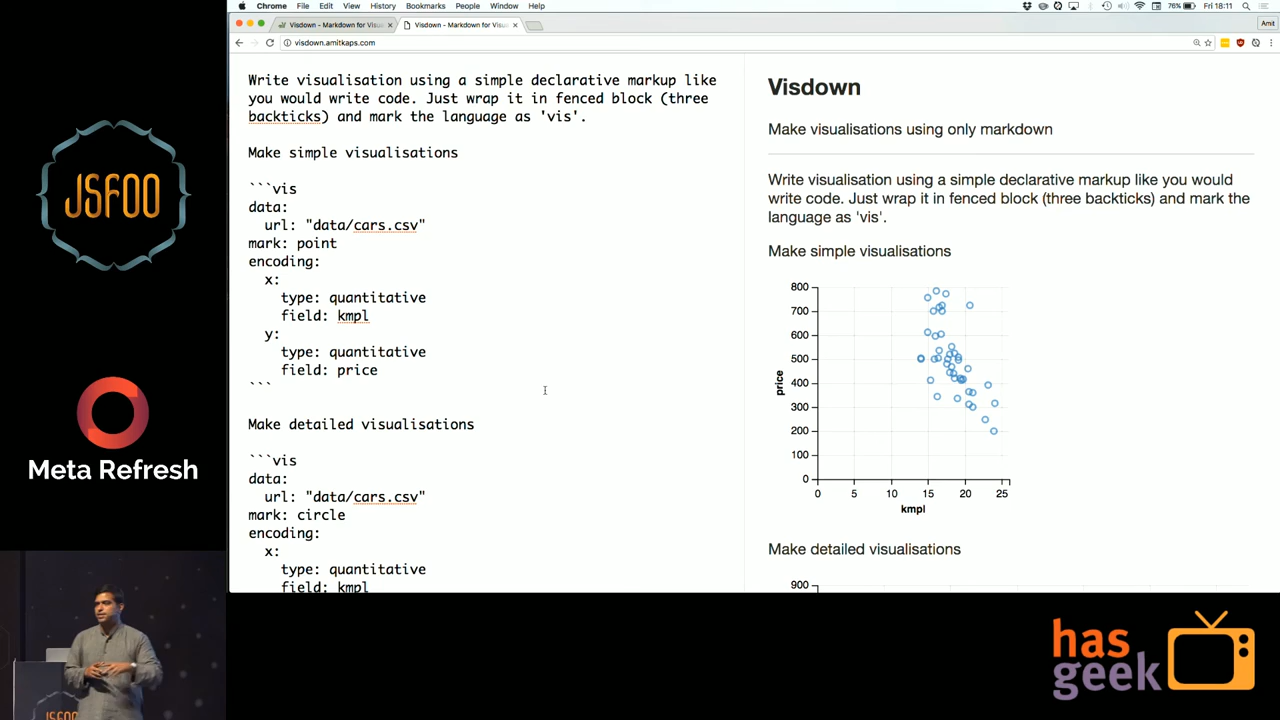 Chrome File Edit View History Bookmarks People Window Help
76% Fri 18:11
Visdown - Markdown for Visu
Visdown - Markdown for Visu
Amit
visdown.amitkaps.com
Write visualisation using a simple declarative markup like
you would write code. Just wrap it in fenced block (three
backticks) and mark the language as 'vis'.
Make simple visualisations
```vis
data:
url: "data/cars.csv"
mark: point
encoding:
x:
type: quantitative
field: kmpl
y:
type: quantitative
field: price
```
Make detailed visualisations
```vis
data:
url: "data/cars.csv"
mark: circle
encoding:
x:
type: quantitative
field: kmpl
Visdown
Make visualisations using only markdown
Write visualisation using a simple declarative markup like you would
write code. Just wrap it in fenced block (three backticks) and mark the
language as 'vis'.
Make simple visualisations
800
700
600
500
400
300
200
100
0
price
0 5 10 15 20 25
kmpl
Make detailed visualisations
900
JSFOO
Meta Refresh
JSFOO
has
geek